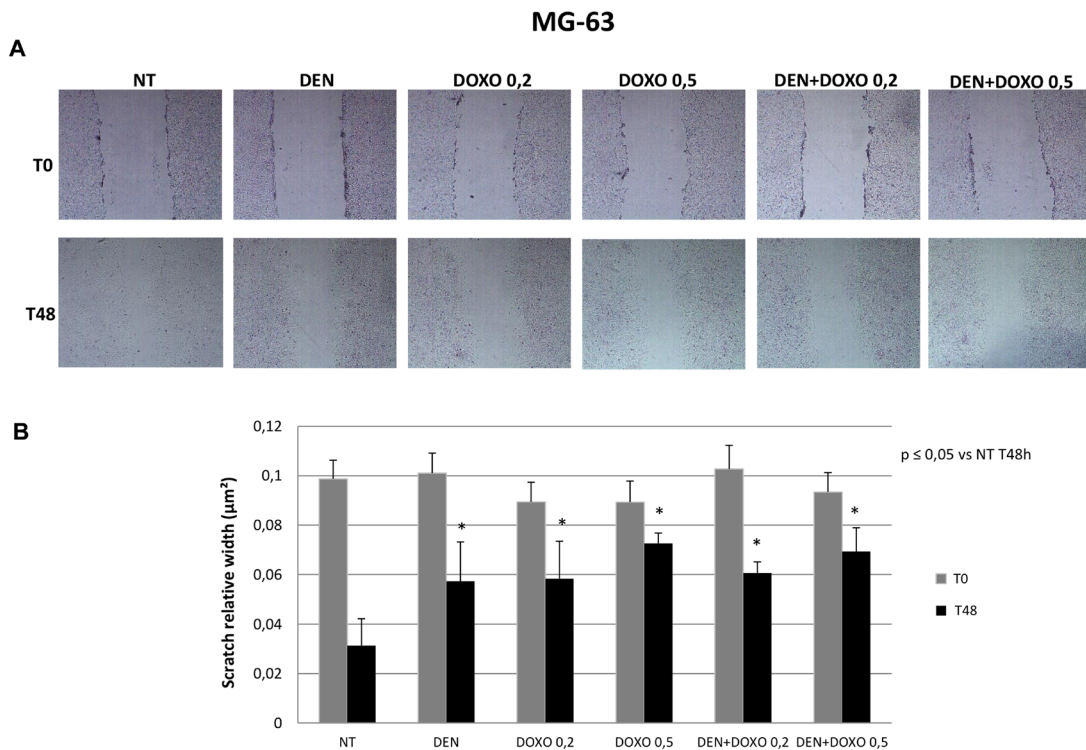 MG-63
A
NT DEN DOXO 0,2 DOXO 0,5 DEN+DOXO 0,2 DEN+DOXO 0,5
T0
T48
B
Scratch relative width (µm²)
0,12
0,1
0,08
0,06
0,04
0,02
0
* * * * *
p ≤ 0,05 vs NT T48h
T0
T48
NT DEN DOXO 0,2 DOXO 0,5 DEN+DOXO 0,2 DEN+DOXO 0,5